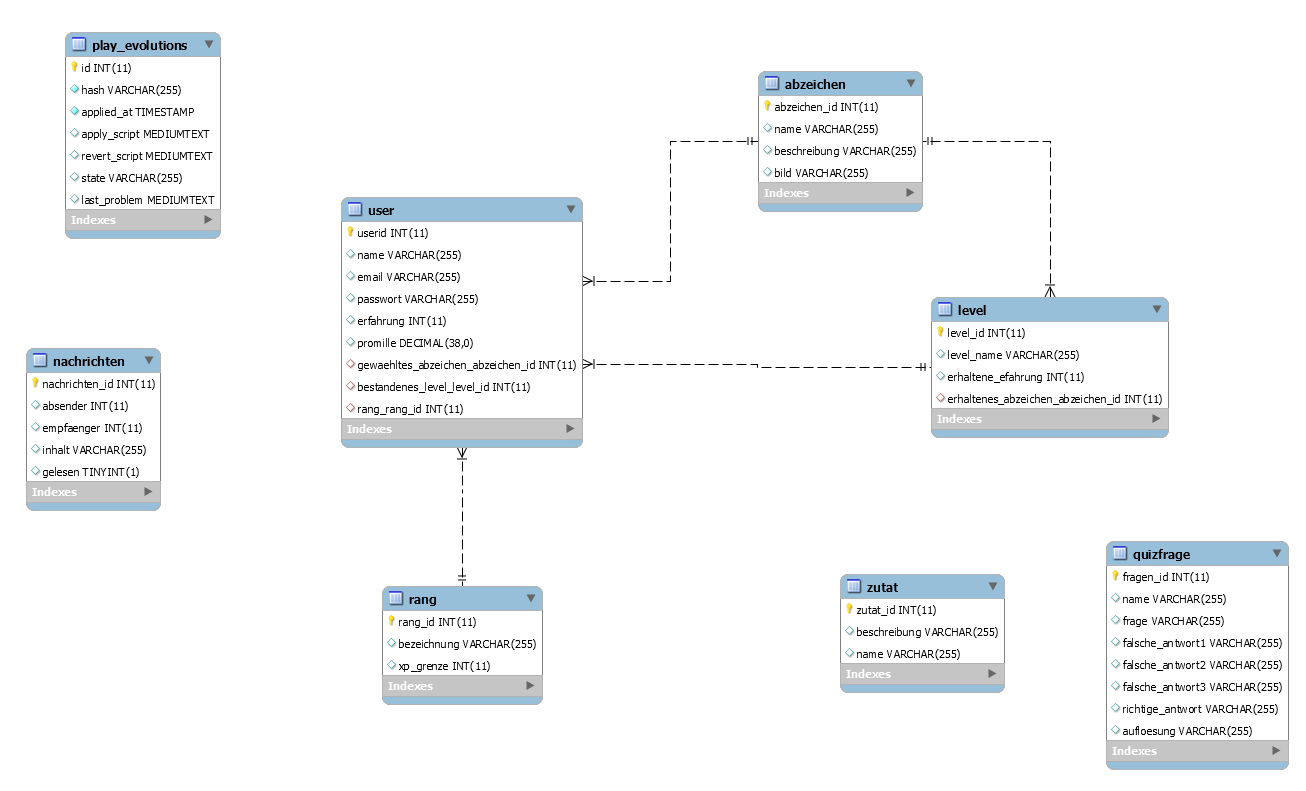 play_evolutions
id INT(11)
hash VARCHAR(255)
applied_at TIMESTAMP
apply_script MEDIUMTEXT
revert_script MEDIUMTEXT
state VARCHAR(255)
last_problem MEDIUMTEXT
Indexes
abzeichen
abzeichen_id INT(11)
name VARCHAR(255)
beschreibung VARCHAR(255)
bild VARCHAR(255)
Indexes
user
userid INT(11)
name VARCHAR(255)
email VARCHAR(255)
passwort VARCHAR(255)
erfahrung INT(11)
promille DECIMAL(38,0)
gewaehltes_abzeichen_abzeichen_id INT(11)
bestandenes_level_level_id INT(11)
rang_rang_id INT(11)
Indexes
level
level_id INT(11)
level_name VARCHAR(255)
erhaltene_efahrung INT(11)
erhaltenes_abzeichen_abzeichen_id INT(11)
Indexes
nachrichten
nachrichten_id INT(11)
absender INT(11)
empfaenger INT(11)
inhalt VARCHAR(255)
gelesen TINYINT(1)
Indexes
rang
rang_id INT(11)
bezeichnung VARCHAR(255)
xp_grenze INT(11)
Indexes
zutat
zutat_id INT(11)
beschreibung VARCHAR(255)
name VARCHAR(255)
Indexes
quizfrage
fragen_id INT(11)
name VARCHAR(255)
frage VARCHAR(255)
falsche_antwort1 VARCHAR(255)
falsche_antwort2 VARCHAR(255)
falsche_antwort3 VARCHAR(255)
richtige_antwort VARCHAR(255)
aufloesung VARCHAR(255)
Indexes